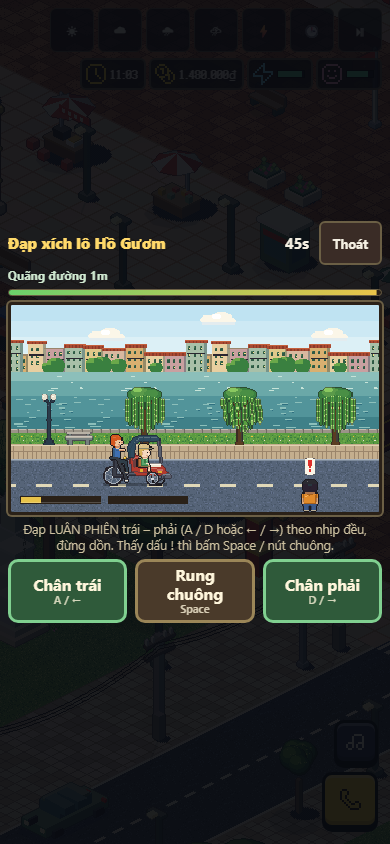 11:03
1.400.000₫
Đạp xích lô Hồ Gươm
45s
Thoát
Quãng đường 1m
!
Đạp LUÂN PHIÊN trái – phải (A / D hoặc ← / →) theo nhịp đều,
đừng dồn. Thấy dấu ! thì bấm Space / nút chuông.
Chân trái
A / ←
Rung
chuông
Space
Chân phải
D / →